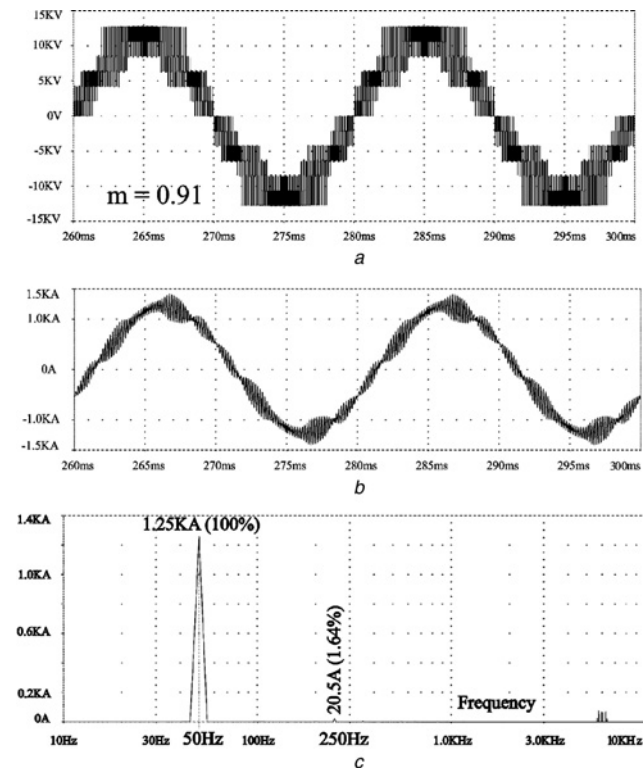 15KV
10KV
5KV
0V
-5KV
-10KV
-15KV
m = 0.91
260ms 265ms 270ms 275ms 280ms 285ms 290ms 295ms 300ms
a
1.5KA
1.0KA
0A
-1.0KA
-1.5KA
260ms 265ms 270ms 275ms 280ms 285ms 290ms 295ms 300ms
b
1.4KA
1.0KA
0.6KA
0.2KA
0A
1.25KA (100%)
20.5A (1.64%)
Frequency
10Hz 30Hz 50Hz 100Hz 250Hz 1.0KHz 3.0KHz 10KHz
c